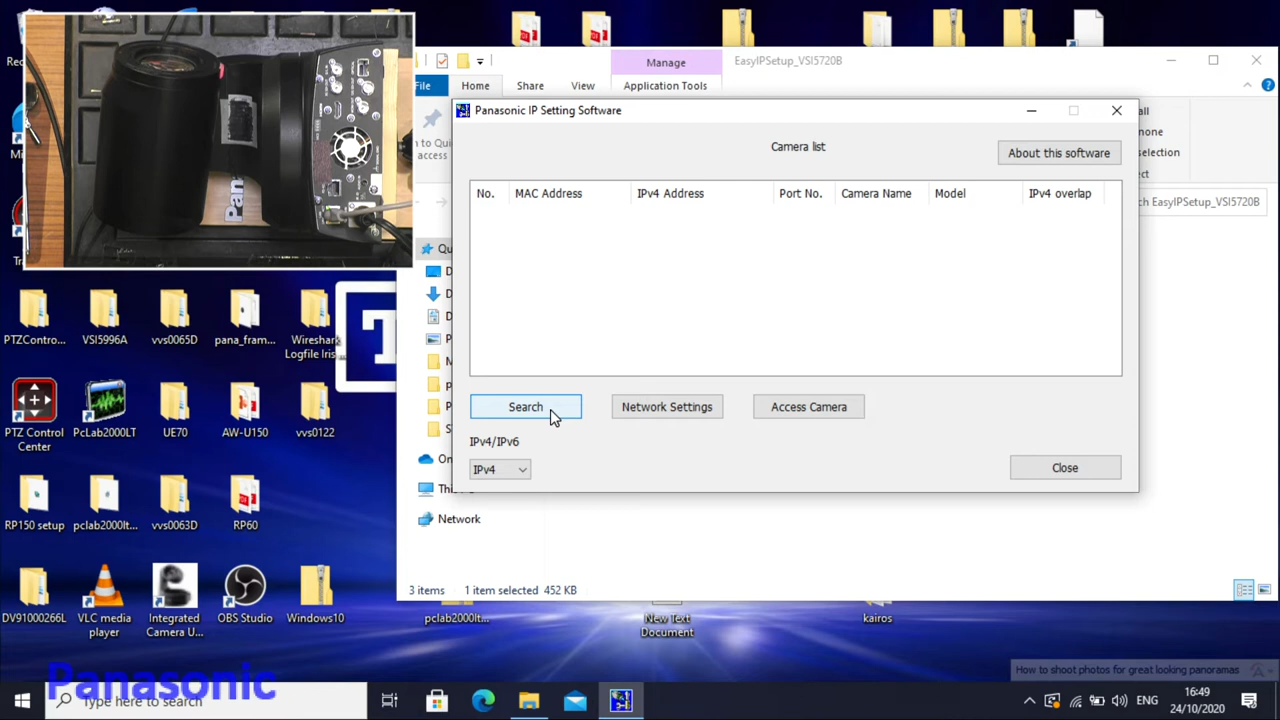 Manage
EasyIPSetup_VSI5720B
File
Home
Share
View
Application Tools
Panasonic IP Setting Software
Camera list
About this software
No.
MAC Address
IPv4 Address
Port No.
Camera Name
Model
IPv4 overlap
Search
Network Settings
Access Camera
IPv4/IPv6
IPv4
Close
EasyIPSetup_VSI5720B
access
Network
3 items
1 item selected
452 KB
PTZContro...
VSI5996A
vvs0065D
pana_fram...
Wireshark
Logfile Iris ...
PTZ Control
Center
PcLab2000LT
UE70
AW-U150
vvs0122
RP150 setup
pclab2000lt...
vvs0063D
RP60
DV91000266L
VLC media
player
Integrated
Camera U...
OBS Studio
Windows10
pclab2000lt...
New Text
Document
kairos
How to shoot photos for great looking panoramas
Panasonic
Type here to search
ENG
16:49
24/10/2020